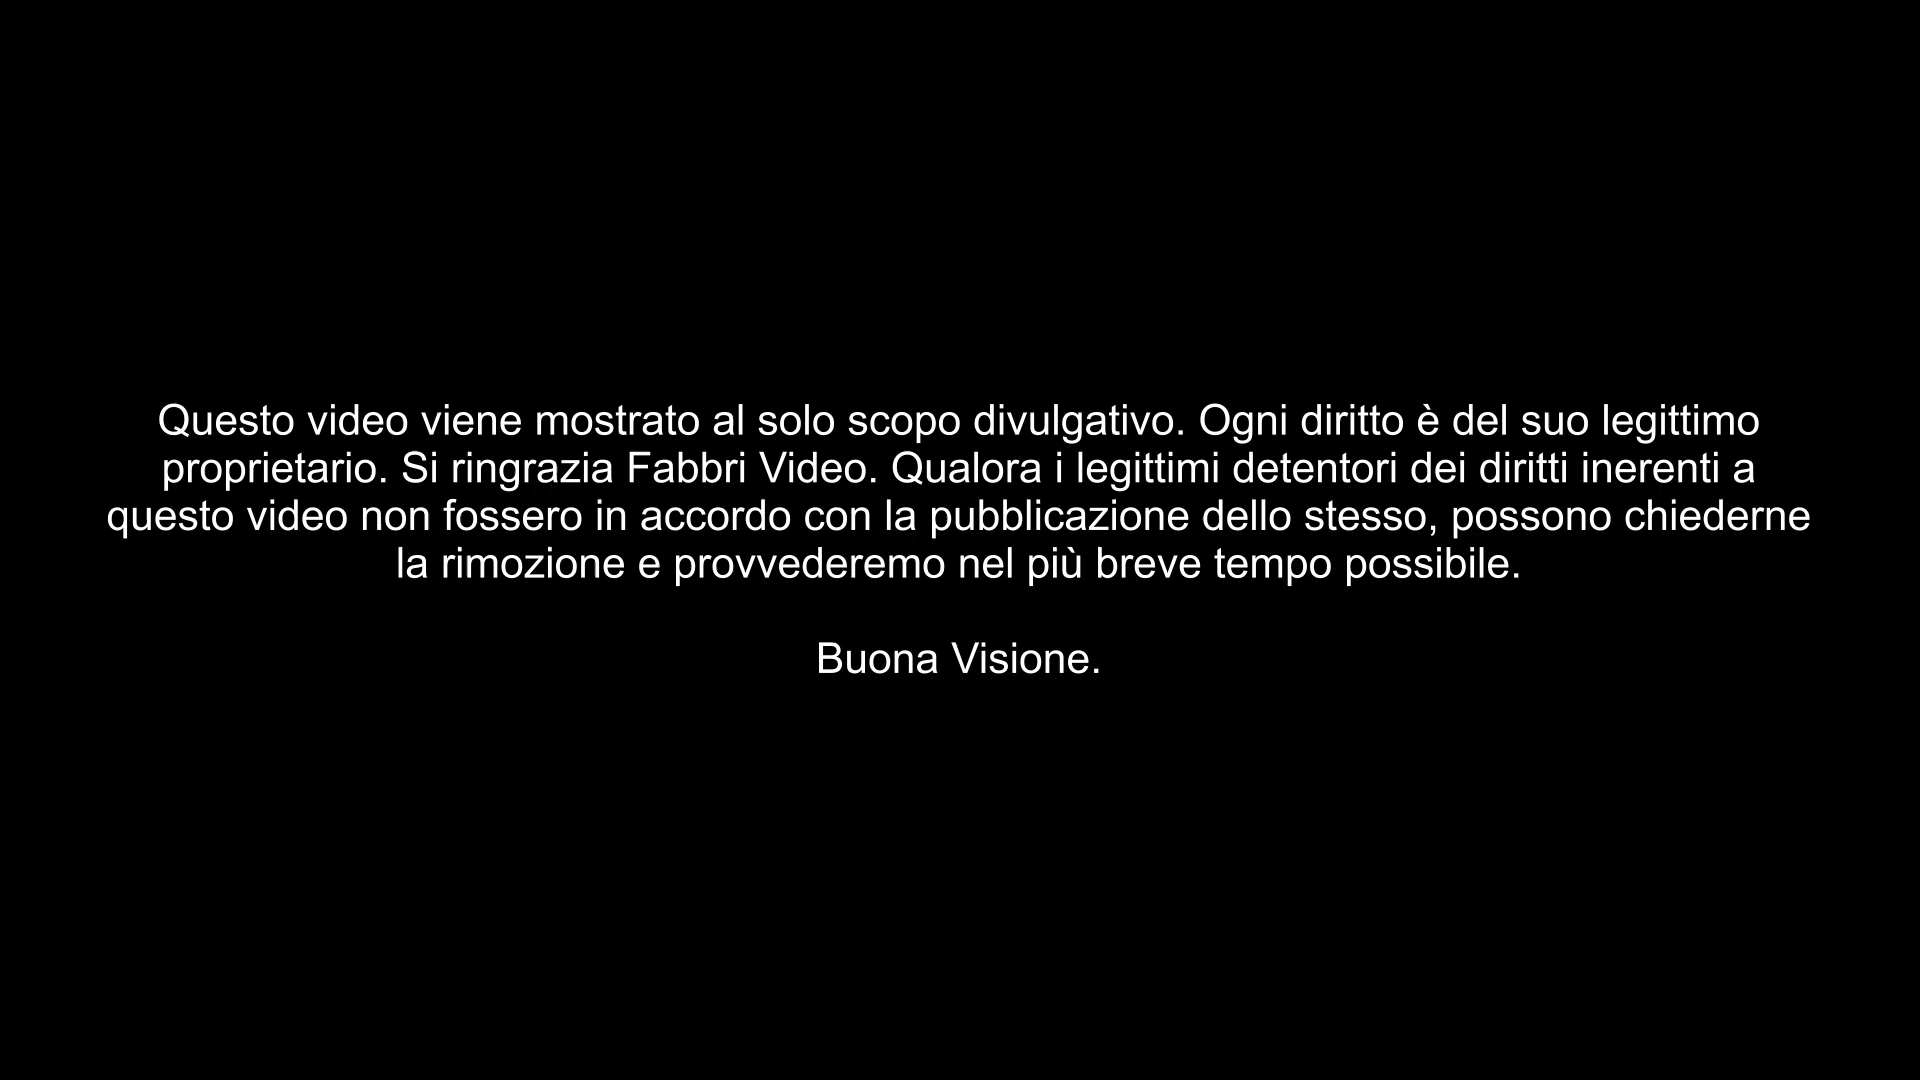 Questo video viene mostrato al solo scopo divulgativo. Ogni diritto è del suo legittimo
proprietario. Si ringrazia Fabbri Video. Qualora i legittimi detentori dei diritti inerenti a
questo video non fossero in accordo con la pubblicazione dello stesso, possono chiederne
la rimozione e provvederemo nel più breve tempo possibile.
Buona Visione.